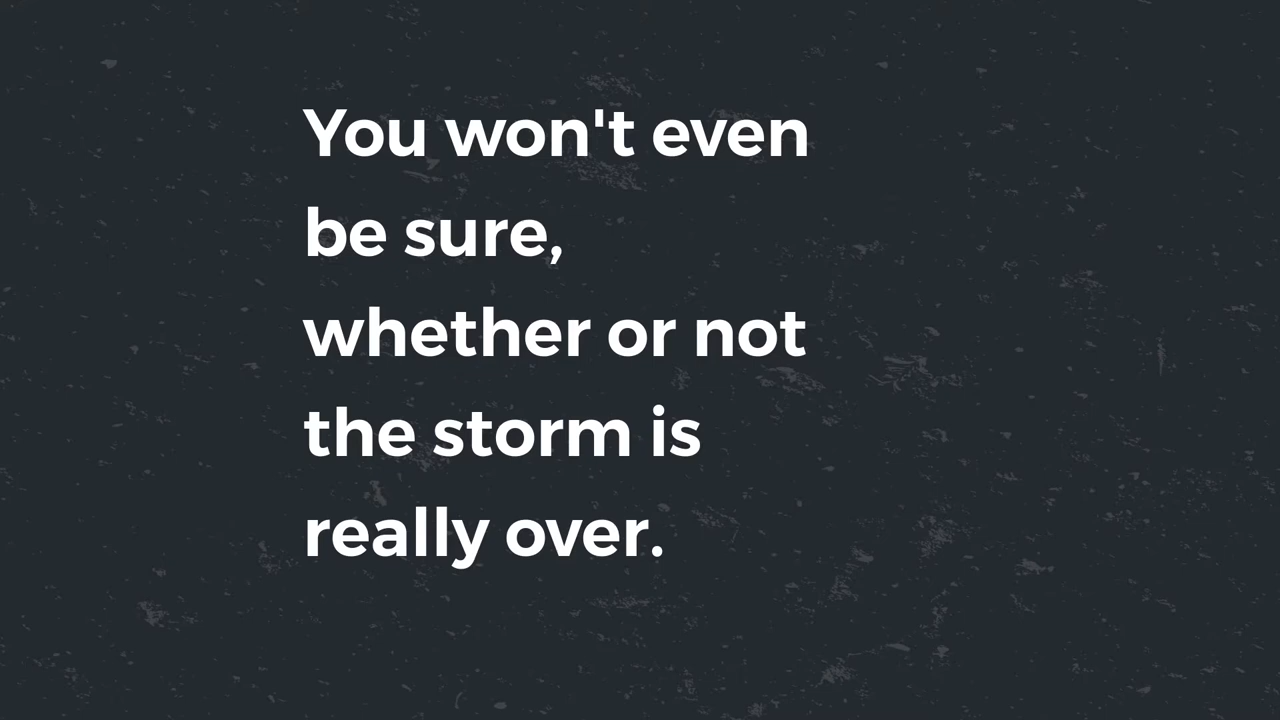 You won't even
be sure,
whether or not
the storm is
really over.